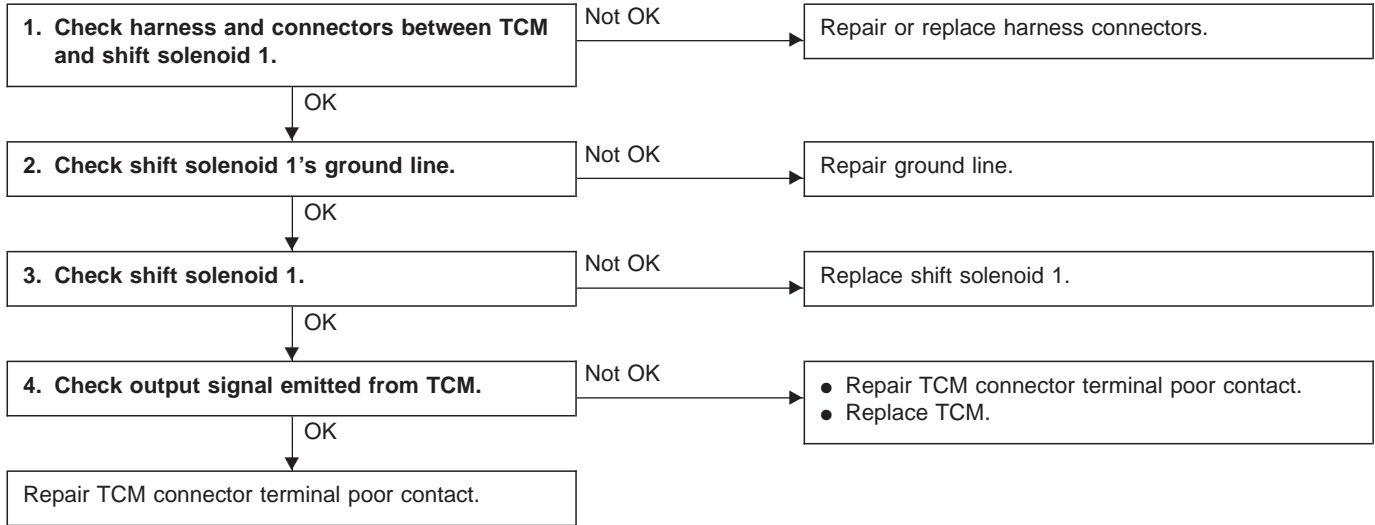 1. Check harness and connectors between TCM
and shift solenoid 1.
Not OK
Repair or replace harness connectors.
OK
2. Check shift solenoid 1’s ground line.
Not OK
Repair ground line.
OK
3. Check shift solenoid 1.
Not OK
Replace shift solenoid 1.
OK
4. Check output signal emitted from TCM.
Not OK
● Repair TCM connector terminal poor contact.
● Replace TCM.
OK
Repair TCM connector terminal poor contact.